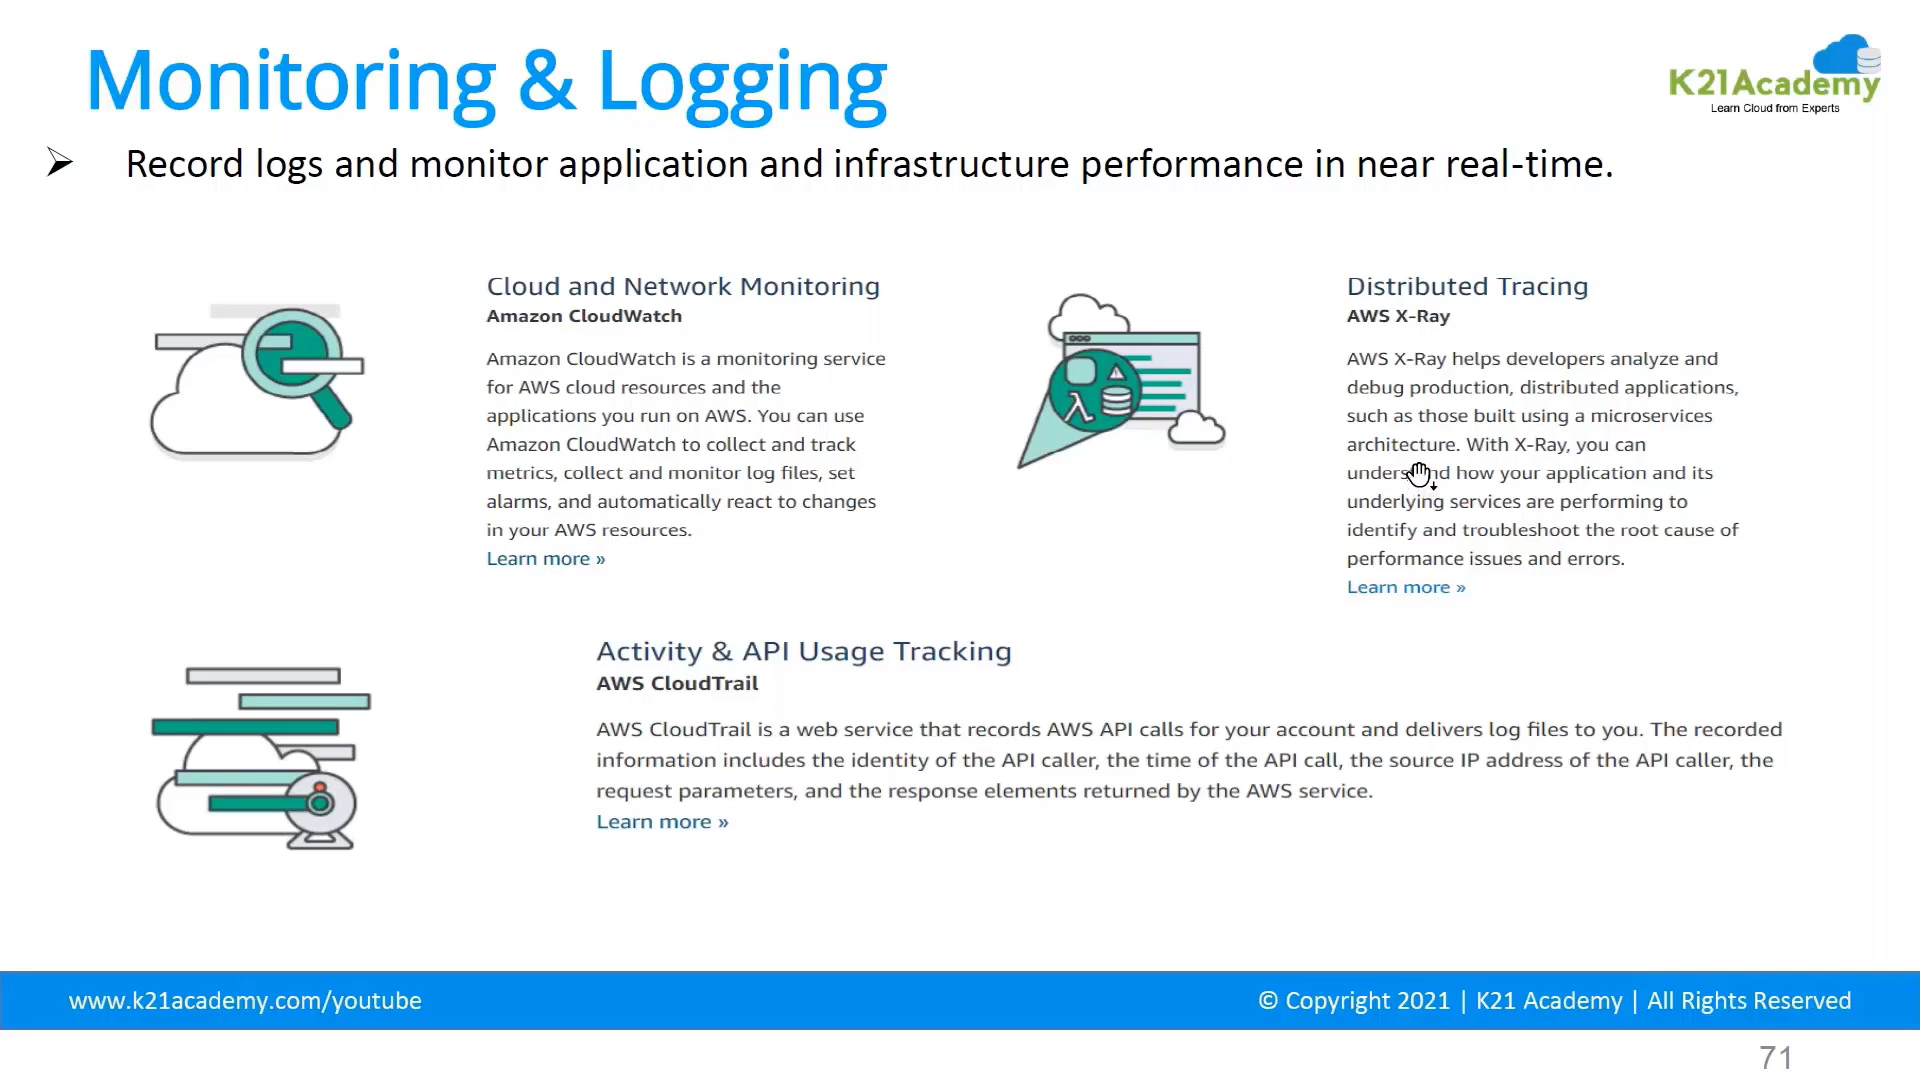 Monitoring & Logging
K21Academy
Learn Cloud from Experts
Record logs and monitor application and infrastructure performance in near real-time.
Cloud and Network Monitoring
Amazon CloudWatch
Amazon CloudWatch is a monitoring service
for AWS cloud resources and the
applications you run on AWS. You can use
Amazon CloudWatch to collect and track
metrics, collect and monitor log files, set
alarms, and automatically react to changes
in your AWS resources.
Learn more »
Distributed Tracing
AWS X-Ray
AWS X-Ray helps developers analyze and
debug production, distributed applications,
such as those built using a microservices
architecture. With X-Ray, you can
understand how your application and its
underlying services are performing to
identify and troubleshoot the root cause of
performance issues and errors.
Learn more »
Activity & API Usage Tracking
AWS CloudTrail
AWS CloudTrail is a web service that records AWS API calls for your account and delivers log files to you. The recorded
information includes the identity of the API caller, the time of the API call, the source IP address of the API caller, the
request parameters, and the response elements returned by the AWS service.
Learn more »
www.k21academy.com/youtube
© Copyright 2021 | K21 Academy | All Rights Reserved
71